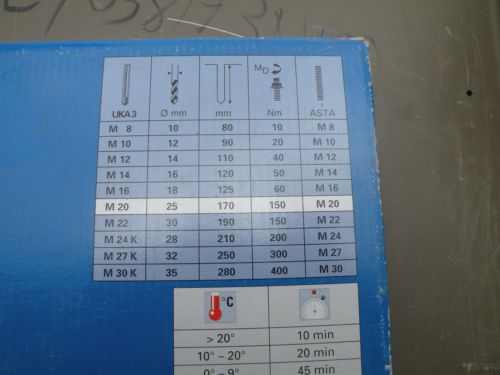 M D
UKA3 Ø mm mm Nm ASTA
M 8 10 80 10 M 8
M 10 12 90 20 M 10
M 12 14 110 40 M 12
M 14 16 120 50 M 14
M 16 18 125 60 M 16
M 20 25 170 150 M 20
M 22 30 190 150 M 22
M 24 K 28 210 200 M 24
M 27 K 32 250 300 M 27
M 30 K 35 280 400 M 30
°C
> 20° 10 min
10° - 20° 20 min
0° - 9° 45 min